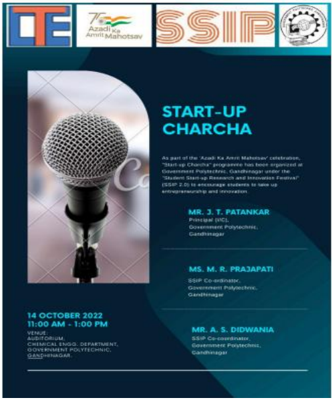 CTE
75
Azadi Ka
Amrit Mahotsav
SSIP
START-UP
CHARCHA
As part of the 'Azadi Ka Amrit Mahotsav' celebration,
"Start-up Charcha" programme has been organized at
Government Polytechnic, Gandhinagar under the
"Student Start-up Research and Innovation Festival"
(SSIP 2.0) to encourage students to take up
entrepreneurship and innovation.
MR. J. T. PATANKAR
Principal (I/C),
Government Polytechnic,
Gandhinagar
MS. M. R. PRAJAPATI
SSIP Co-ordinator,
Government Polytechnic,
Gandhinagar
14 OCTOBER 2022
11:00 AM - 1:00 PM
VENUE:
AUDITORIUM,
CHEMICAL ENGG. DEPARTMENT,
GOVERNMENT POLYTECHNIC,
GANDHINAGAR.
MR. A. S. DIDWANIA
SSIP Co-coordinator,
Government Polytechnic,
Gandhinagar